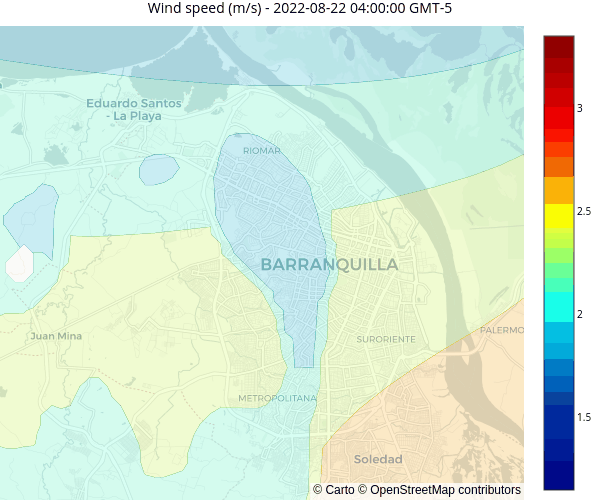 Wind speed (m/s) - 2022-08-22 04:00:00 GMT-5
Eduardo Santos
- La Playa
RIOMAR
BARRANQUILLA
Juan Mina
SURORIENTE
PALERMO
METROPOLITANA
Soledad
3
2.5
2
1.5
© Carto © OpenStreetMap contributors